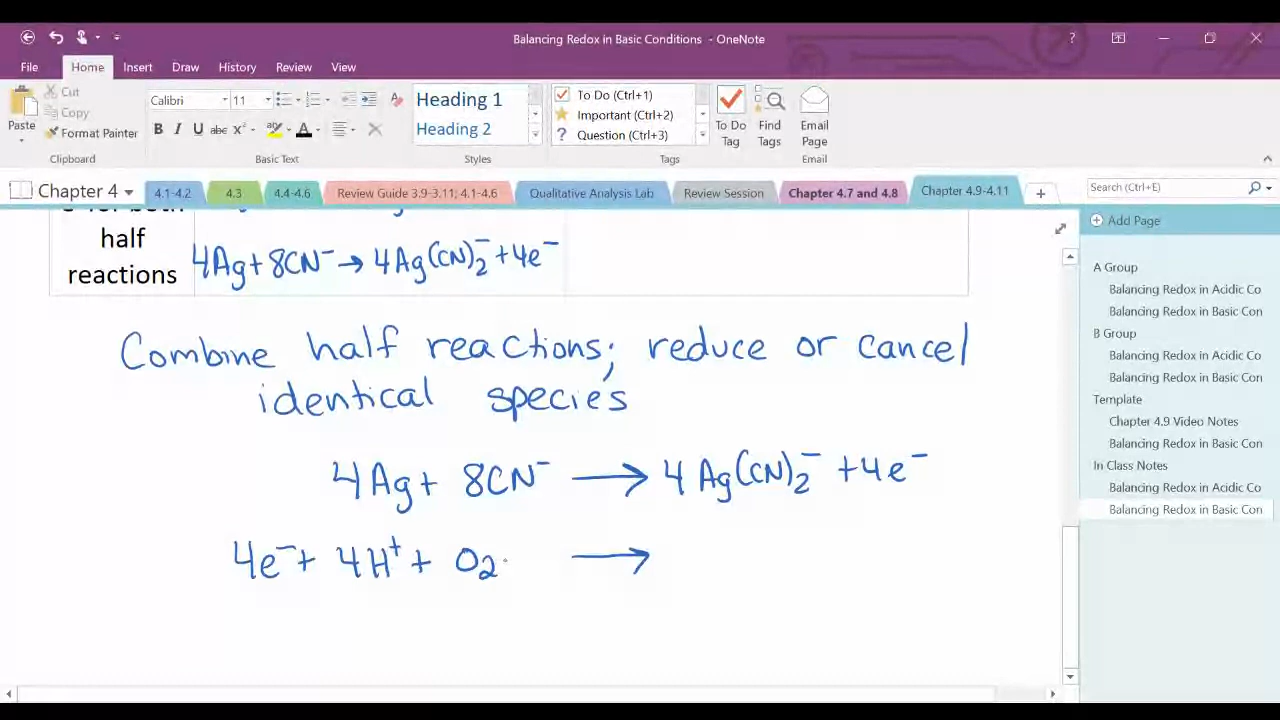 Balancing Redox in Basic Conditions - OneNote
File Home Insert Draw History Review View
Paste
Cut
Copy
Format Painter
Clipboard
Calibri 11
B I U abc x² A
Basic Text
Heading 1
Heading 2
Styles
To Do (Ctrl+1)
Important (Ctrl+2)
Question (Ctrl+3)
Tags
To Do Tag
Find Tags
Email Page
Email
Chapter 4
4.1-4.2 4.3 4.4-4.6 Review Guide 3.9-3.11; 4.1-4.6 Qualitative Analysis Lab Review Session Chapter 4.7 and 4.8 Chapter 4.9-4.11
Search (Ctrl+E)
for both
half
reactions
4Ag + 8CN⁻ → 4Ag(CN)₂⁻ + 4e⁻
Combine half reactions; reduce or cancel
identical species
4Ag + 8CN⁻ → 4Ag(CN)₂⁻ + 4e⁻
4e⁻ + 4H⁺ + O₂ →
Add Page
A Group
Balancing Redox in Acidic Co
Balancing Redox in Basic Con
B Group
Balancing Redox in Acidic Co
Balancing Redox in Basic Con
Template
Chapter 4.9 Video Notes
Balancing Redox in Basic Con
In Class Notes
Balancing Redox in Acidic Co
Balancing Redox in Basic Con